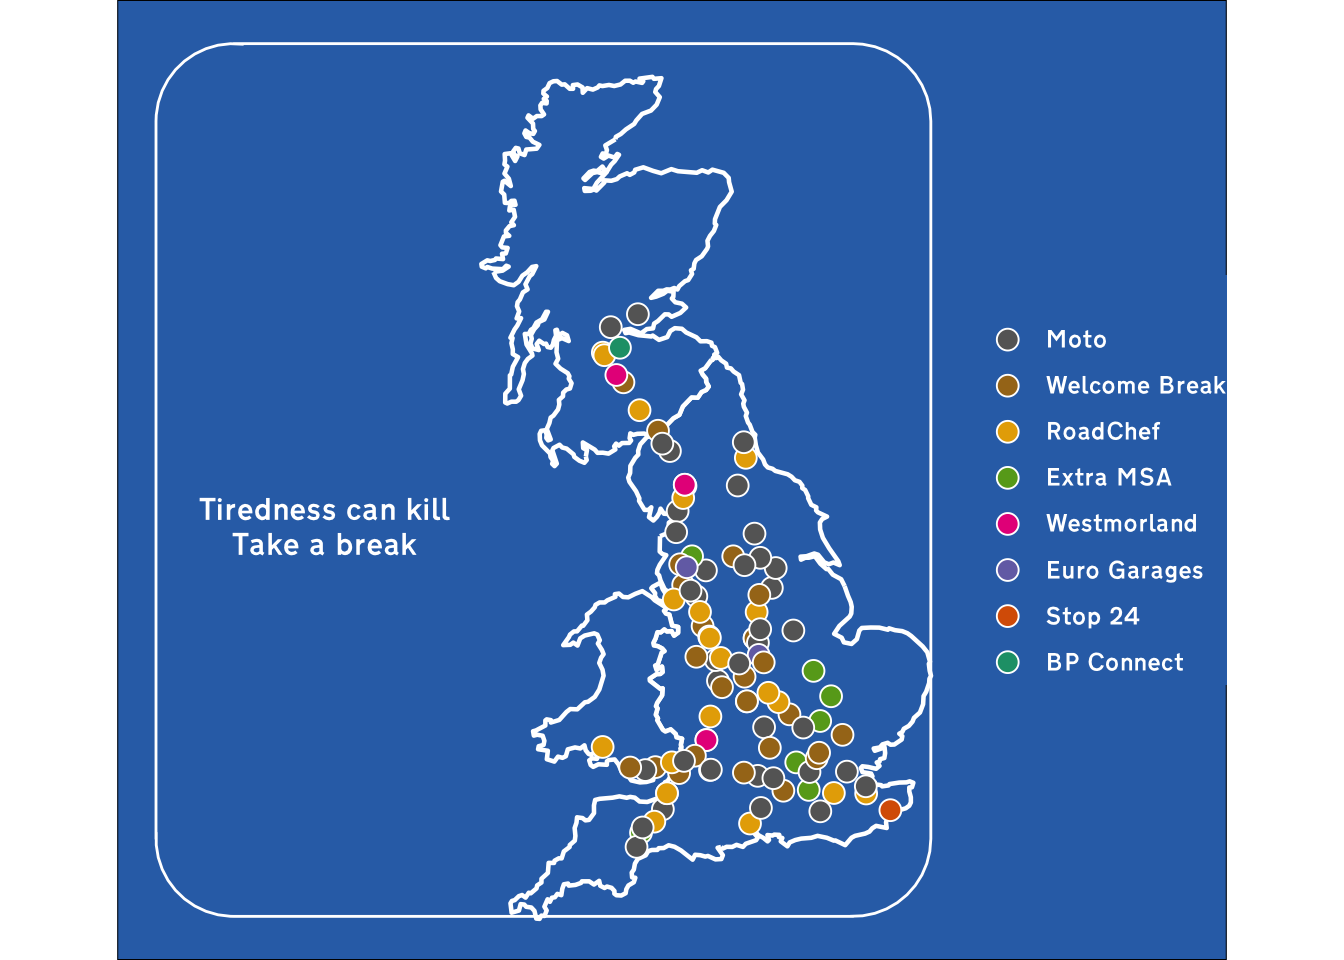 Tiredness can kill
Take a break
Moto
Welcome Break
RoadChef
Extra MSA
Westmorland
Euro Garages
Stop 24
BP Connect